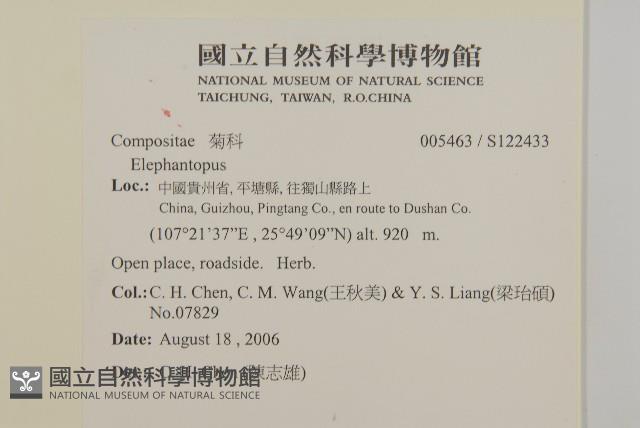 國立自然科學博物館
NATIONAL MUSEUM OF NATURAL SCIENCE
TAICHUNG, TAIWAN, R.O.CHINA
Compositae 菊科 005463 / S122433
Elephantopus
Loc.: 中國貴州省, 平塘縣, 往獨山縣路上
China, Guizhou, Pingtang Co., en route to Dushan Co.
(107°21'37"E , 25°49'09"N) alt. 920 m.
Open place, roadside. Herb.
Col.: C. H. Chen, C. M. Wang(王秋美) & Y. S. Liang(梁珆碩)
No.07829
Date: August 18 , 2006
陳志雄)
國立自然科學博物館
NATIONAL MUSEUM OF NATURAL SCIENCE